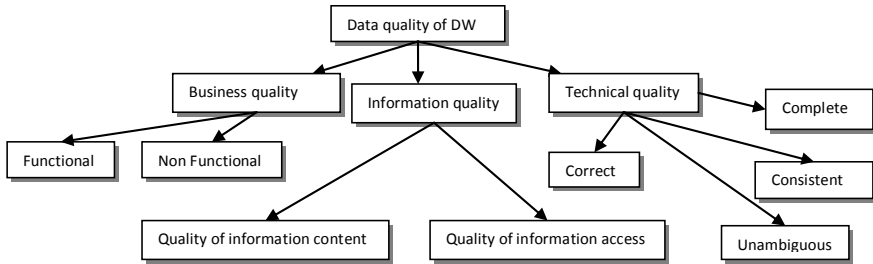 Data quality of DW
Business quality
Information quality
Technical quality
Complete
Functional
Non Functional
Correct
Consistent
Quality of information content
Quality of information access
Unambiguous